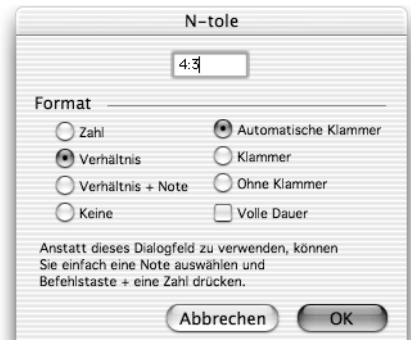 N-tole
4:3
Format
Zahl
Automatische Klammer
Verhältnis
Klammer
Verhältnis + Note
Ohne Klammer
Keine
Volle Dauer
Anstatt dieses Dialogfeld zu verwenden, können
Sie einfach eine Note auswählen und
Befehlstaste + eine Zahl drücken.
Abbrechen
OK